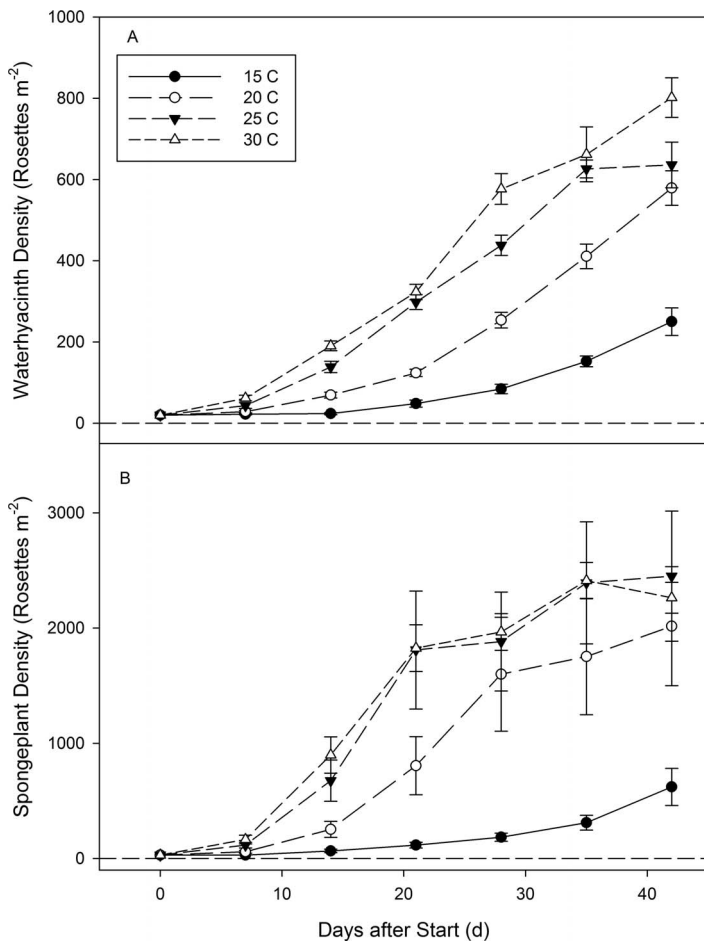 A
15 C
20 C
25 C
30 C
1000
800
600
400
200
0
Waterhyacinth Density (Rosettes m-2)
B
3000
2000
1000
0
Spongeplant Density (Rosettes m-2)
0 10 20 30 40
Days after Start (d)